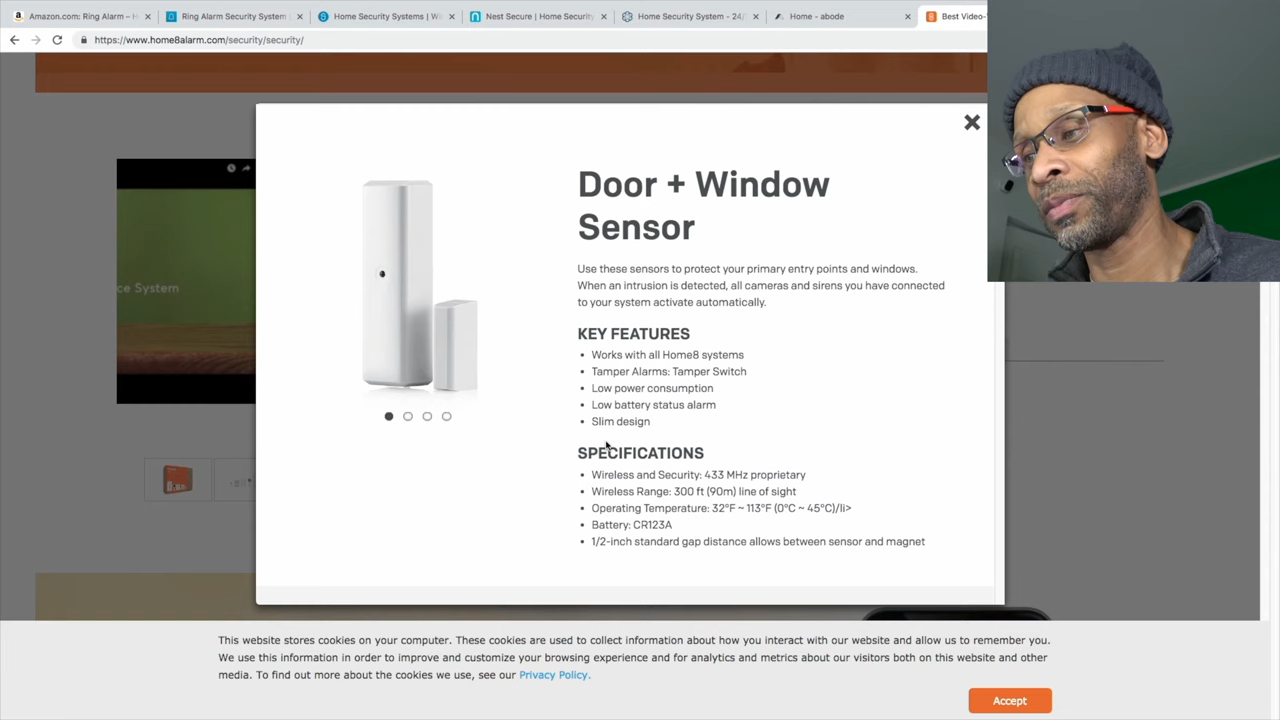 Amazon.com: Ring Alarm – H
Ring Alarm Security System
Home Security Systems | Wi
Nest Secure | Home Security
Home Security System - 24/
Home - abode
Best Video-
https://www.home8alarm.com/security/security/
ce System
Door + Window
Sensor
Use these sensors to protect your primary entry points and windows.
When an intrusion is detected, all cameras and sirens you have connected
to your system activate automatically.
KEY FEATURES
• Works with all Home8 systems
• Tamper Alarms: Tamper Switch
• Low power consumption
• Low battery status alarm
• Slim design
SPECIFICATIONS
• Wireless and Security: 433 MHz proprietary
• Wireless Range: 300 ft (90m) line of sight
• Operating Temperature: 32°F ~ 113°F (0°C ~ 45°C)/li>
• Battery: CR123A
• 1/2-inch standard gap distance allows between sensor and magnet
This website stores cookies on your computer. These cookies are used to collect information about how you interact with our website and allow us to remember you.
We use this information in order to improve and customize your browsing experience and for analytics and metrics about our visitors both on this website and other
media. To find out more about the cookies we use, see our Privacy Policy.
Accept